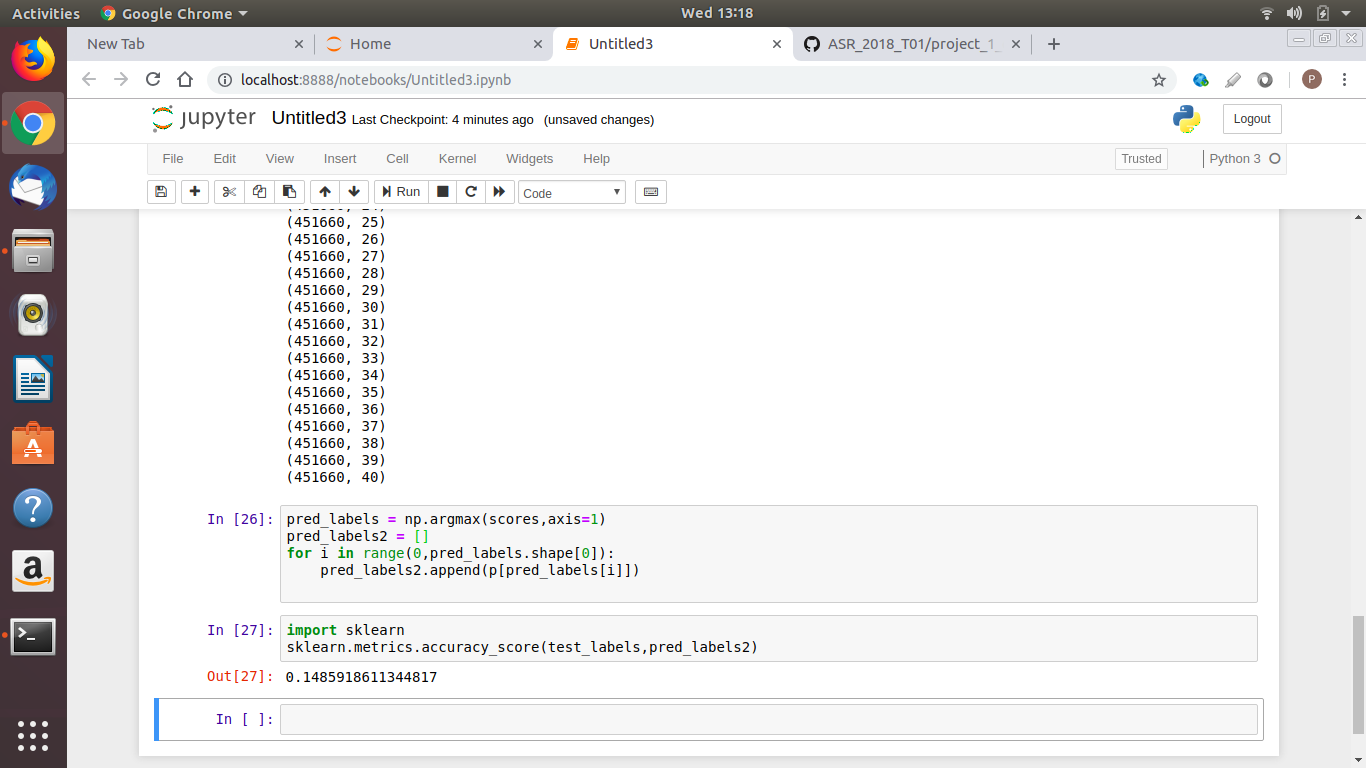 Activities Google Chrome Wed 13:18
New Tab Home Untitled3 ASR_2018_T01/project_1_
localhost:8888/notebooks/Untitled3.ipynb P
jupyter Untitled3 Last Checkpoint: 4 minutes ago (unsaved changes) Logout
File Edit View Insert Cell Kernel Widgets Help Trusted Python 3
Run Code
(451660, 25)
(451660, 26)
(451660, 27)
(451660, 28)
(451660, 29)
(451660, 30)
(451660, 31)
(451660, 32)
(451660, 33)
(451660, 34)
(451660, 35)
(451660, 36)
(451660, 37)
(451660, 38)
(451660, 39)
(451660, 40)
In [26]: pred_labels = np.argmax(scores,axis=1)
pred_labels2 = []
for i in range(0,pred_labels.shape[0]):
    pred_labels2.append(p[pred_labels[i]])
In [27]: import sklearn
sklearn.metrics.accuracy_score(test_labels,pred_labels2)
Out[27]: 0.1485918611344817
In [ ]: